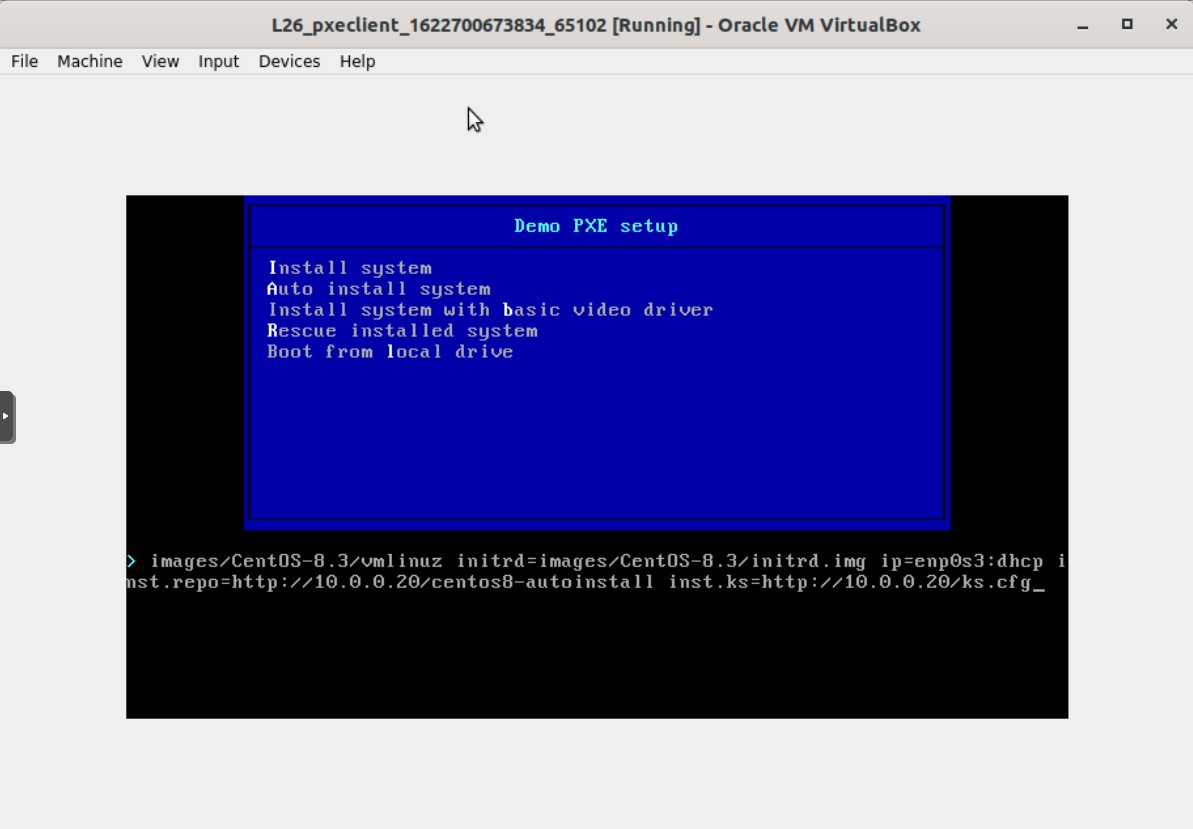 L26_pxeclient_1622700673834_65102 [Running] - Oracle VM VirtualBox
File Machine View Input Devices Help
Demo PXE setup
Install system
Auto install system
Install system with basic video driver
Rescue installed system
Boot from local drive
> images/CentOS-8.3/vmlinuz initrd=images/CentOS-8.3/initrd.img ip=enp0s3:dhcp i
nst.repo=http://10.0.0.20/centos8-autoinstall inst.ks=http://10.0.0.20/ks.cfg_